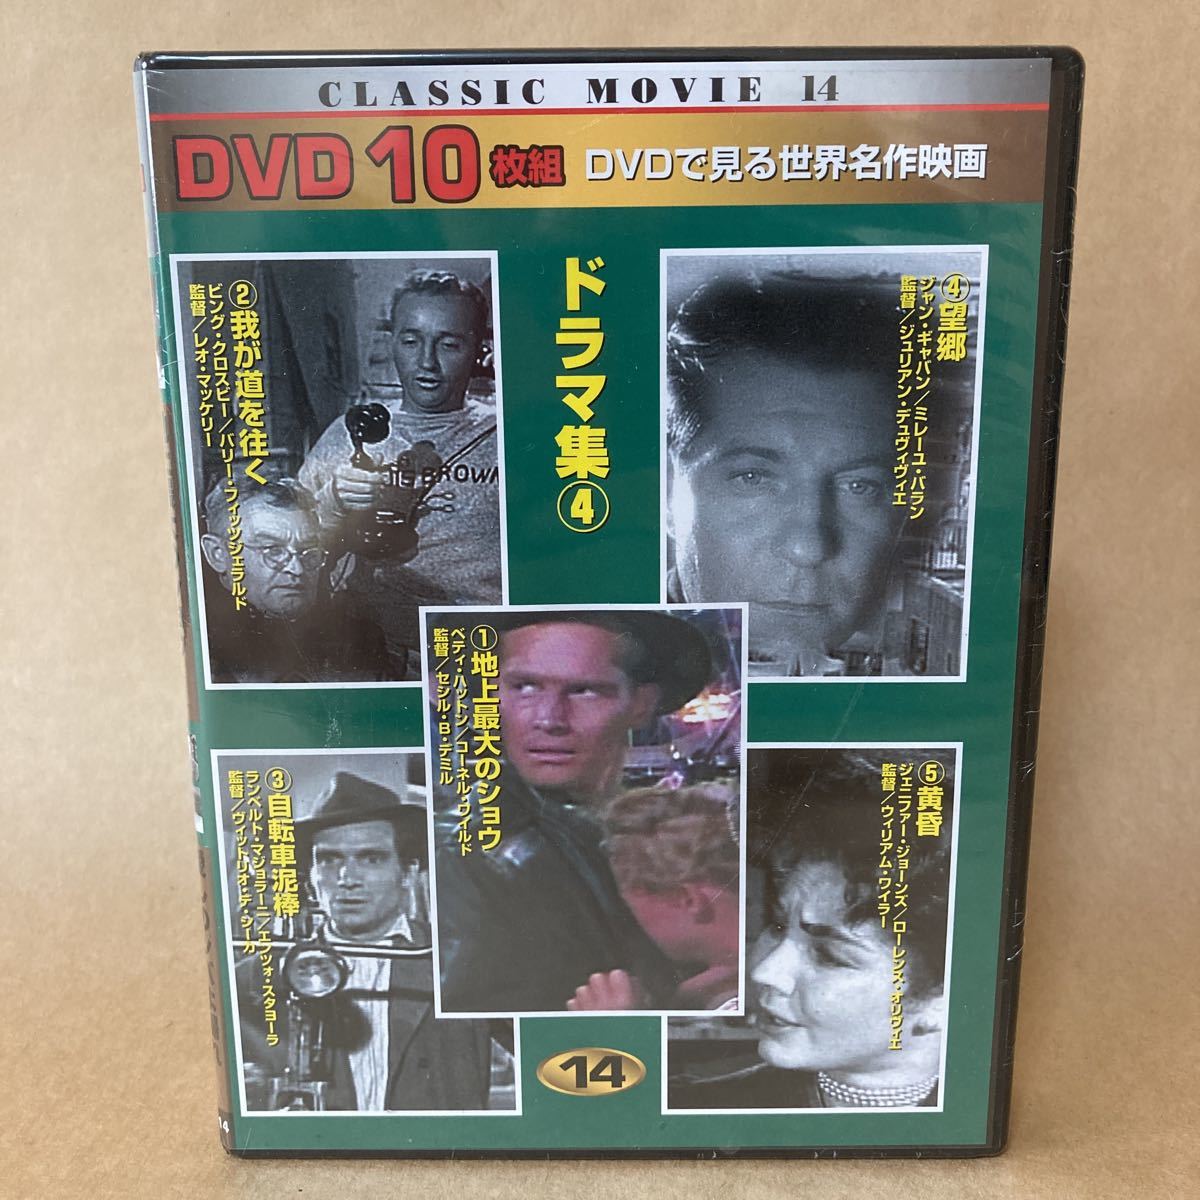 CLASSIC MOVIE 14
DVD10枚組 DVDで見る世界名作映画
ドラマ集④
②我が道を往く
ビング・クロスビー/バリー・フィッツジェラルド
監督/レオ・マッケリー
④望郷
ジャン・ギャバン/ミレーユ・バラン
監督/ジュリアン・デュヴィヴィエ
①地上最大のショウ
ベティ・ハットン/コーネル・ワイルド
監督/セシル・B・デミル
③自転車泥棒
ランベルト・マジョラーニ/エンツォ・スタヨーラ
監督/ヴィットリオ・デ・シーカ
⑤黄昏
ジェニファー・ジョーンズ/ローレンス・オリヴィエ
監督/ウィリアム・ワイラー
14
BROWN
14